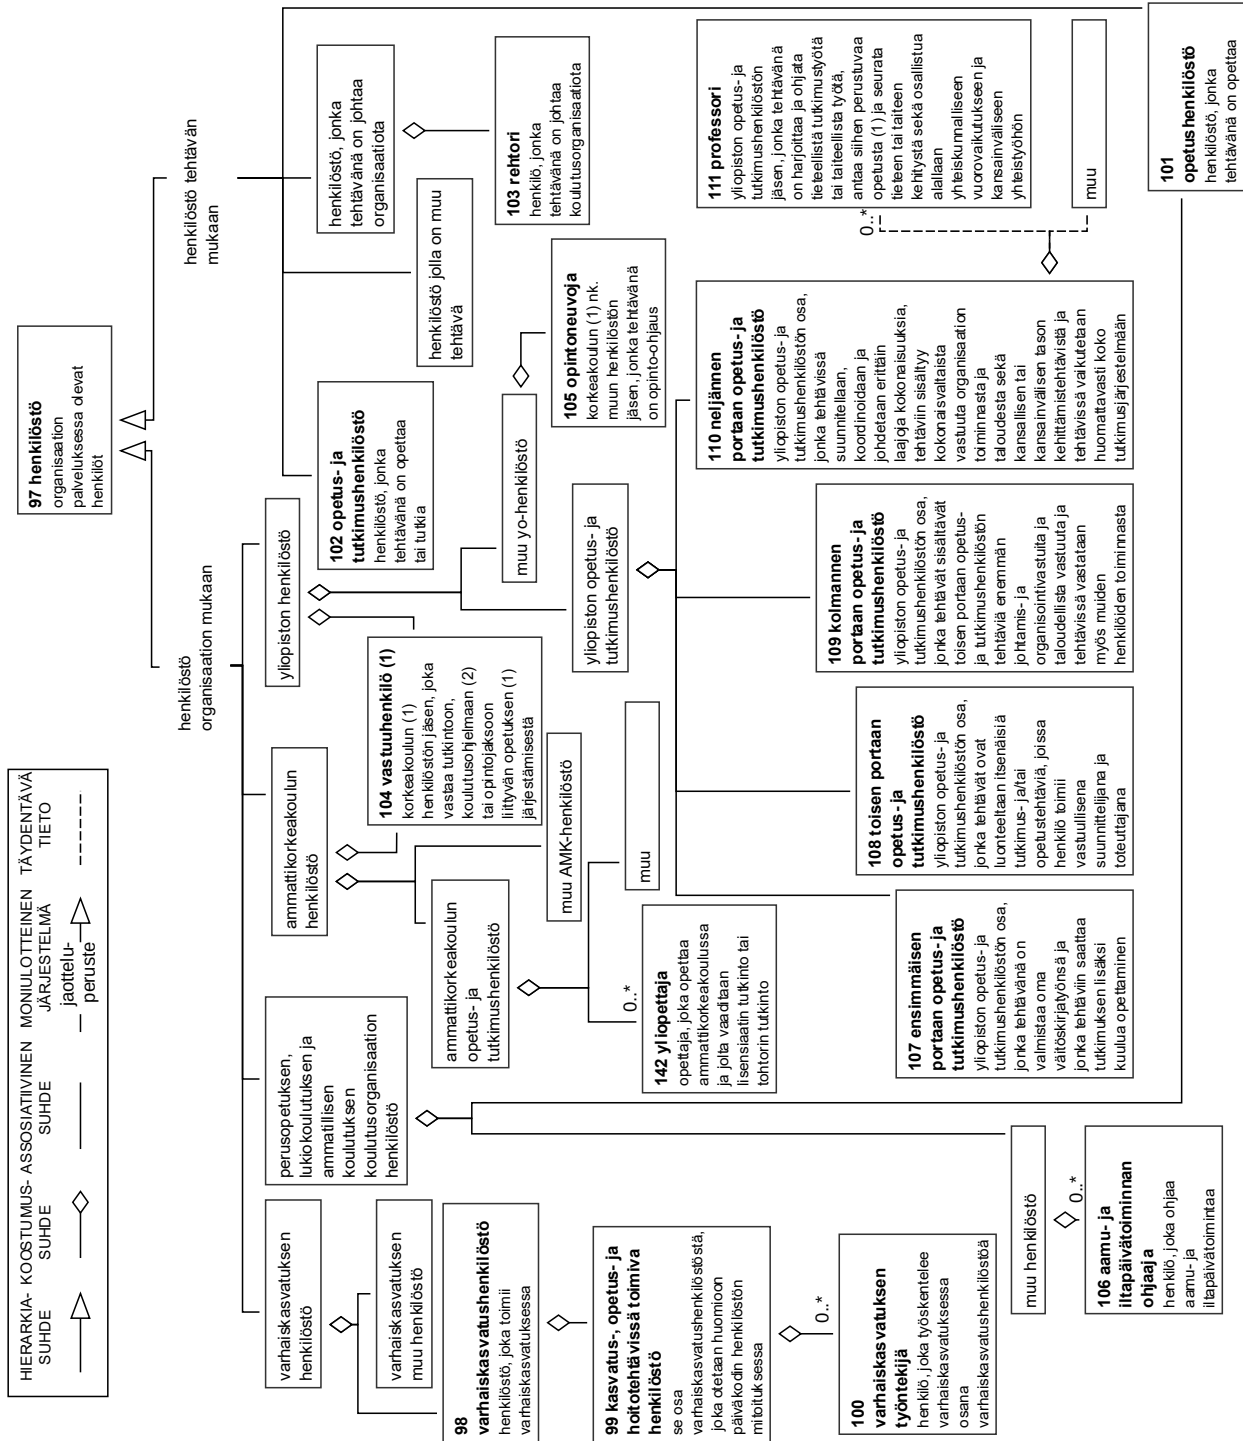 HIERARKIA- KOOSTUMUS- ASSOSIATIIVINEN MONIULOTTEINEN TÄYDENTÄVÄ
SUHDE SUHDE SUHDE JÄRJESTELMÄ TIETO
jaottelu-
peruste
97 henkilöstö
organisaation
palveluksessa olevat
henkilöt
henkilöstö
organisaation mukaan
henkilöstö tehtävän
mukaan
varhaiskasvatuksen
henkilöstö
perusopetuksen,
lukiokoulutuksen ja
ammatillisen
koulutuksen
koulutusorganisaation
henkilöstö
ammattikorkeakoulun
henkilöstö
yliopiston henkilöstö
102 opetus- ja
tutkimushenkilöstö
henkilöstö, jonka
tehtävänä on opettaa
tai tutkia
henkilöstö jolla on muu
tehtävä
henkilöstö, jonka
tehtävänä on johtaa
organisaatiota
103 rehtori
henkilö, jonka
tehtävänä on johtaa
koulutusorganisaatiota
varhaiskasvatuksen
muu henkilöstö
98
varhaiskasvatushenkilöstö
henkilöstö, joka toimii
varhaiskasvatuksessa
99 kasvatus-, opetus- ja
hoitotehtävissä toimiva
henkilöstö
se osa
varhaiskasvatushenkilöstöstä,
joka otetaan huomioon
päiväkodin henkilöstön
mitoituksessa
0..*
100
varhaiskasvatuksen
työntekijä
henkilö, joka työskentelee
varhaiskasvatuksessa
osana
varhaiskasvatushenkilöstöä
104 vastuuhenkilö (1)
korkeakoulun (1)
henkilöstön jäsen, joka
vastaa tutkintoon,
koulutusohjelmaan (2)
tai opintojaksoon
liittyvän opetuksen (1)
järjestämisestä
ammattikorkeakoulun
opetus- ja
tutkimushenkilöstö
muu AMK-henkilöstö
0..*
142 yliopettaja
opettaja, joka opettaa
ammattikorkeakoulussa
ja jolta vaaditaan
lisensiaatin tutkinto tai
tohtorin tutkinto
muu
muu yo-henkilöstö
yliopiston opetus- ja
tutkimushenkilöstö
105 opintoneuvoja
korkeakoulun (1) nk.
muun henkilöstön
jäsen, jonka tehtävänä
on opinto-ohjaus
107 ensimmäisen
portaan opetus- ja
tutkimushenkilöstö
yliopiston opetus- ja
tutkimushenkilöstön osa,
jonka tehtävänä on
valmistaa oma
väitöskirjatyönsä ja
jonka tehtäviin saattaa
tutkimuksen lisäksi
kuulua opettaminen
108 toisen portaan
opetus- ja
tutkimushenkilöstö
yliopiston opetus- ja
tutkimushenkilöstön osa,
jonka tehtävät ovat
luonteeltaan itsenäisiä
tutkimus- ja/tai
opetustehtäviä, joissa
henkilö toimii
vastuullisena
suunnittelijana ja
toteuttajana
109 kolmannen
portaan opetus- ja
tutkimushenkilöstö
yliopiston opetus- ja
tutkimushenkilöstön osa,
jonka tehtävät sisältävät
toisen portaan opetus-
ja tutkimushenkilöstön
tehtäviä enemmän
johtamis- ja
organisointivastuita ja
taloudellista vastuuta ja
tehtävissä vastataan
myös muiden
henkilöiden toiminnasta
110 neljännen
portaan opetus- ja
tutkimushenkilöstö
yliopiston opetus- ja
tutkimushenkilöstön osa,
jonka tehtävissä
suunnitellaan,
koordinoidaan ja
johdetaan erittäin
laajoja kokonaisuuksia,
tehtäviin sisältyy
kokonaisvaltaista
vastuuta organisaation
toiminnasta ja
taloudesta sekä
kansallisen tai
kansainvälisen tason
kehittämistehtävistä ja
tehtävissä vaikutetaan
huomattavasti koko
tutkimusjärjestelmään
0..*
111 professori
yliopiston opetus- ja
tutkimushenkilöstön
jäsen, jonka tehtävänä
on harjoittaa ja ohjata
tieteellistä tutkimustyötä
tai taiteellista työtä,
antaa siihen perustuvaa
opetusta (1) ja seurata
tieteen tai taiteen
kehitystä sekä osallistua
alallaan
yhteiskunnalliseen
vuorovaikutukseen ja
kansainväliseen
yhteistyöhön
muu
muu henkilöstö
0..*
106 aamu- ja
iltapäivätoiminnan
ohjaaja
henkilö, joka ohjaa
aamu- ja
iltapäivätoimintaa
101
opetushenkilöstö
henkilöstö, jonka
tehtävänä on opettaa